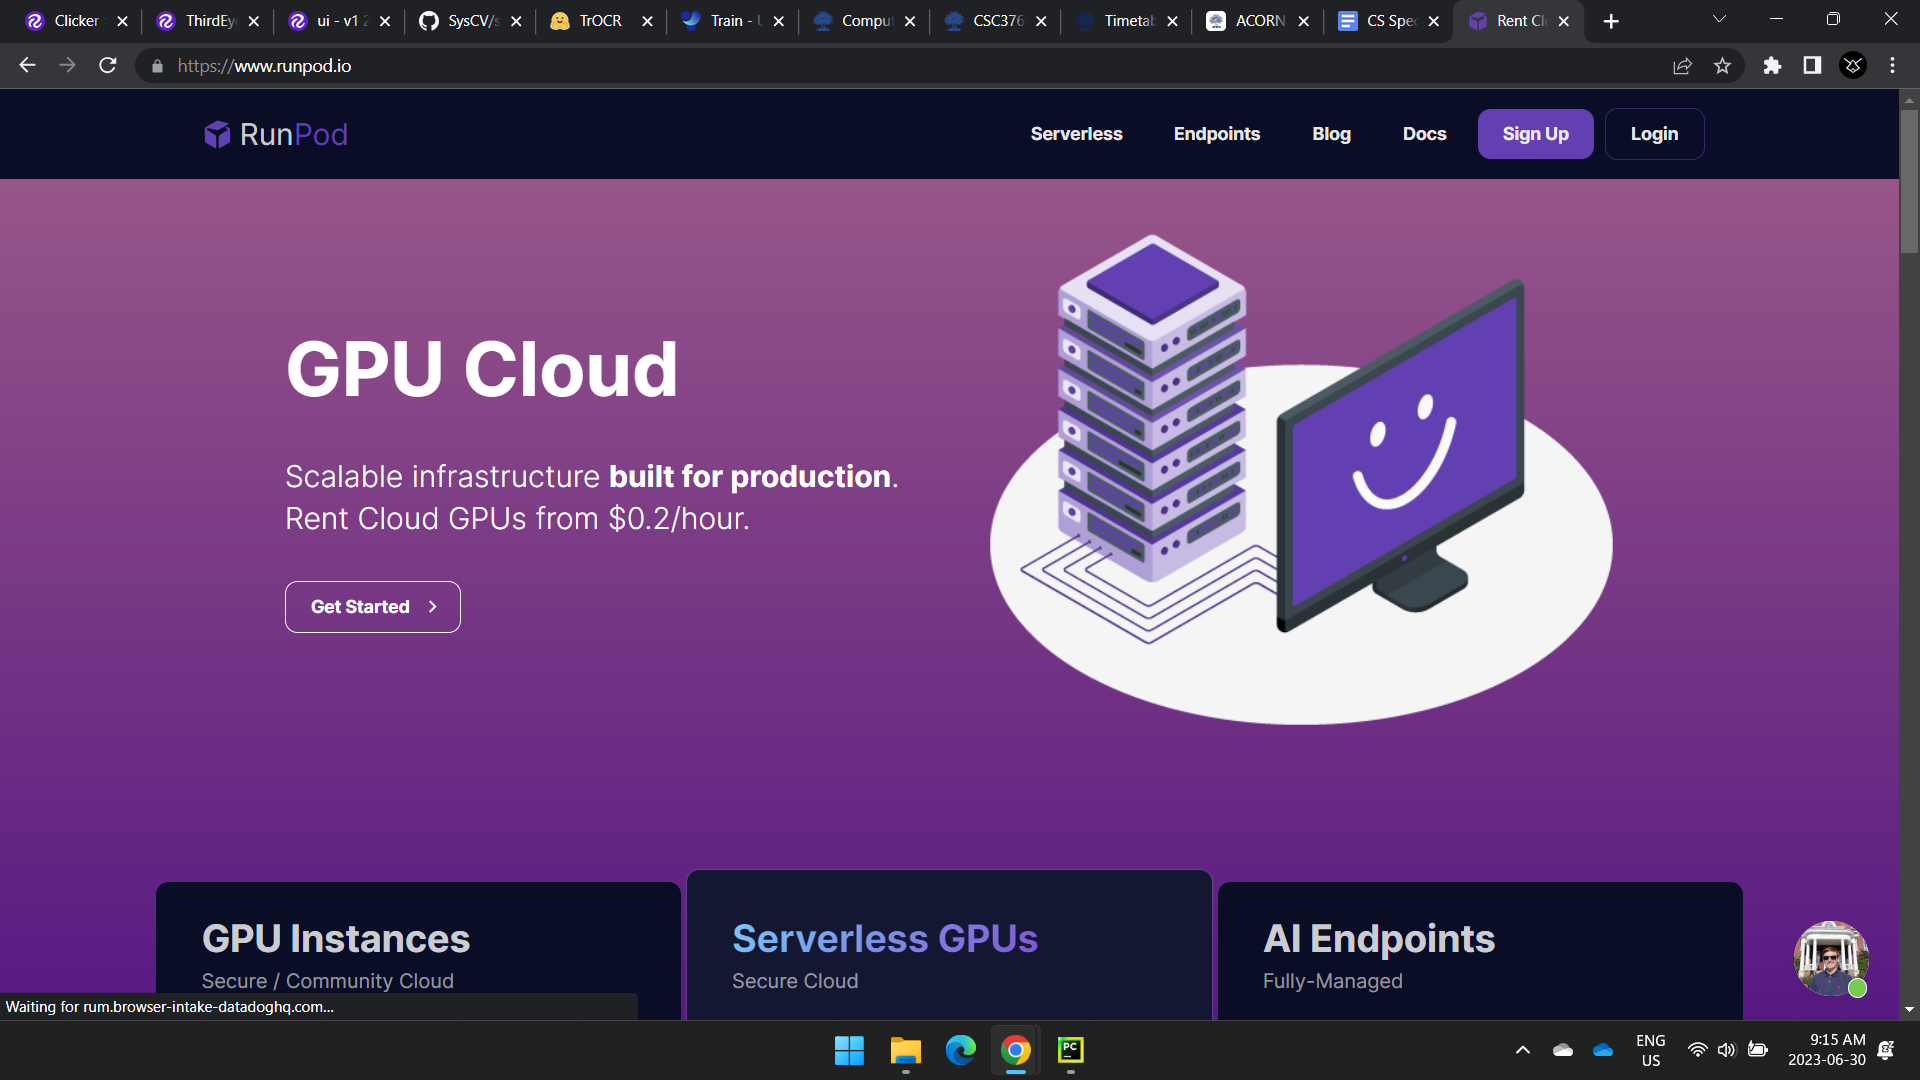 Clicker
ThirdEy
ui - v1 2
SysCV/s
TrOCR
Train - U
Comput
CSC376
Timetab
ACORN
CS Spec
Rent Cl
https://www.runpod.io
RunPod
Serverless
Endpoints
Blog
Docs
Sign Up
Login
GPU Cloud
Scalable infrastructure built for production.
Rent Cloud GPUs from $0.2/hour.
Get Started
GPU Instances
Secure / Community Cloud
Serverless GPUs
Secure Cloud
AI Endpoints
Fully-Managed
Waiting for rum.browser-intake-datadoghq.com...
PC
ENG
US
9:15 AM
2023-06-30